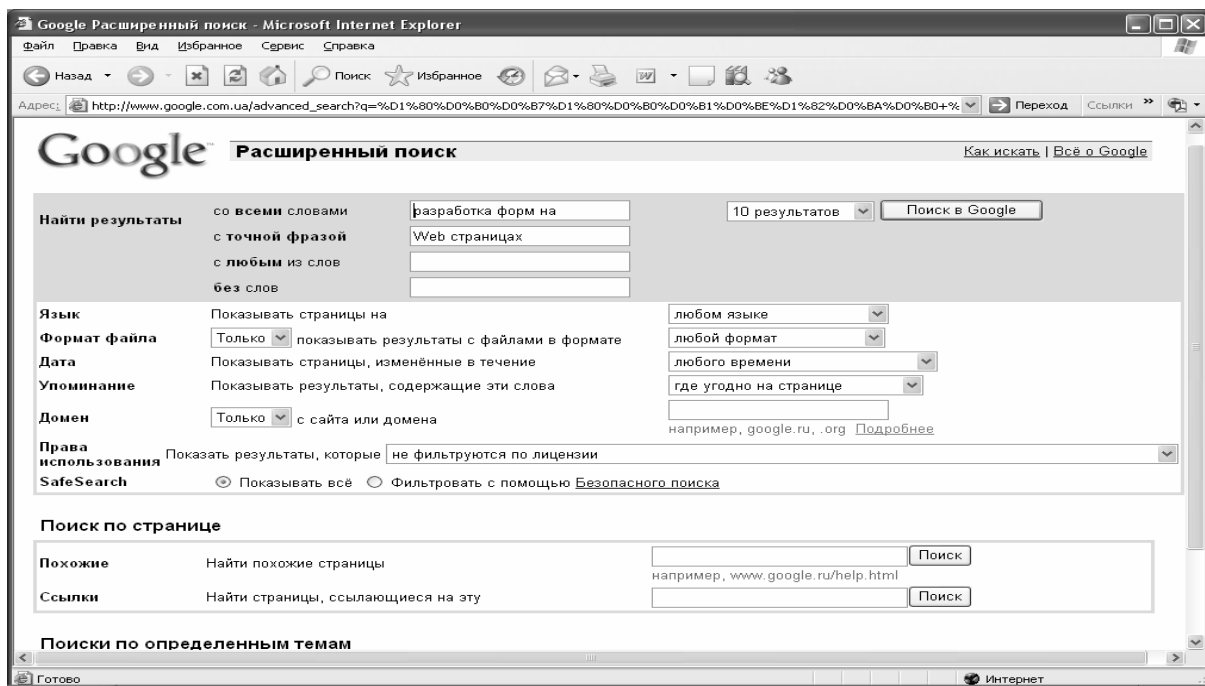 Google Расширенный поиск - Microsoft Internet Explorer
Файл Правка Вид Избранное Сервис Справка
Назад Поиск Избранное
Адрес: http://www.google.com.ua/advanced_search?q=%D1%80%D0%B0%D0%B7%D1%80%D0%B0%D0%B1%D0%BE%D1%82%D0%BA%D0%B0+% Переход Ссылки »
Google™ Расширенный поиск Как искать | Всё о Google
Найти результаты со всеми словами разработка форм на 10 результатов Поиск в Google
с точной фразой Web страницах
с любым из слов
без слов
Язык Показывать страницы на любом языке
Формат файла Только показывать результаты с файлами в формате любой формат
Дата Показывать страницы, изменённые в течение любого времени
Упоминание Показывать результаты, содержащие эти слова где угодно на странице
Домен Только с сайта или домена
например, google.ru, .org Подробнее
Права использования Показать результаты, которые не фильтруются по лицензии
SafeSearch Показывать всё Фильтровать с помощью Безопасного поиска
Поиск по странице
Похожие Найти похожие страницы Поиск
например, www.google.ru/help.html
Ссылки Найти страницы, ссылающиеся на эту Поиск
Поиски по определенным темам
Готово Интернет